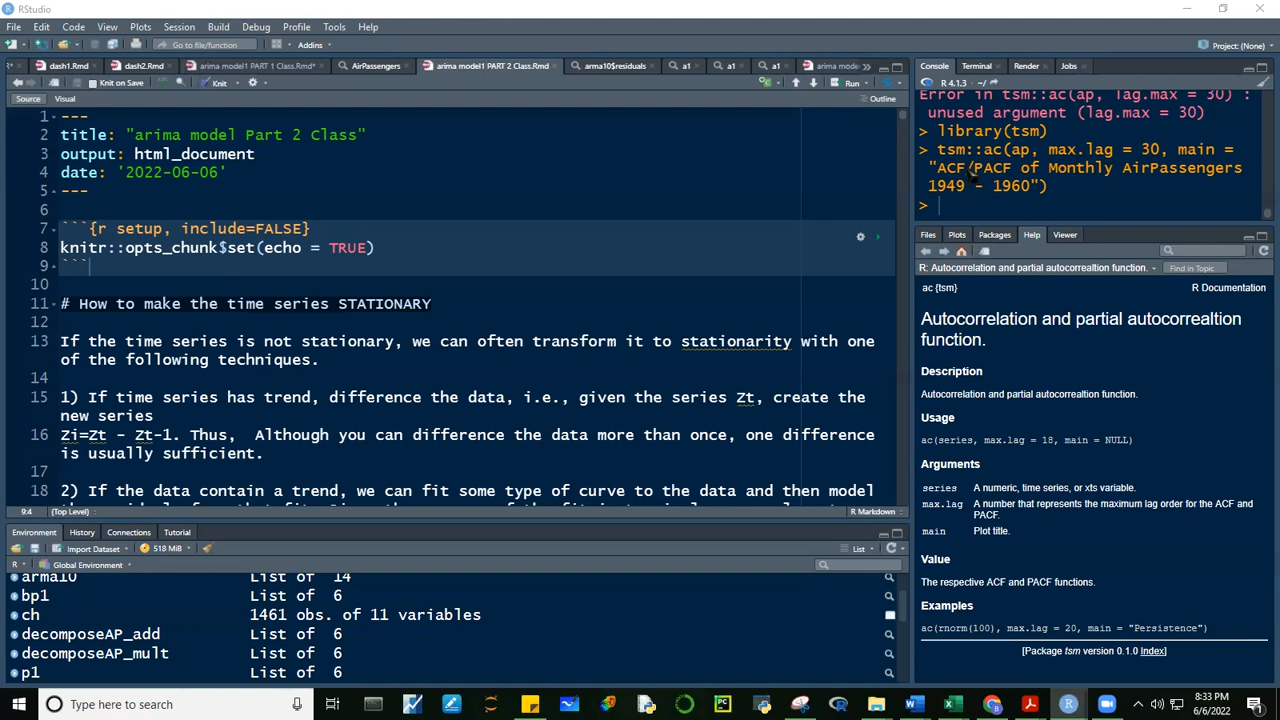 RStudio
File Edit Code View Plots Session Build Debug Profile Tools Help
Go to file/function Addins Project: (None)
dash1.Rmd dash2.Rmd arima model1 PART 1 Class.Rmd* AirPassengers arima model1 PART 2 Class.Rmd arima10$residuals a1 a1 a1 arima mode
Knit on Save Knit Run
Source Visual Outline
1 ---
2 title: "arima model Part 2 Class"
3 output: html_document
4 date: '2022-06-06'
5 ---
6
7 ```{r setup, include=FALSE}
8 knitr::opts_chunk$set(echo = TRUE)
9 ```
10
11 # How to make the time series STATIONARY
12
13 If the time series is not stationary, we can often transform it to stationarity with one
of the following techniques.
14
15 1) If time series has trend, difference the data, i.e., given the series Zt, create the
new series
16 Zi=Zt - Zt-1. Thus,  Although you can difference the data more than once, one difference
is usually sufficient.
17
18 2) If the data contain a trend, we can fit some type of curve to the data and then model
9:4 (Top Level) R Markdown
Environment History Connections Tutorial
Import Dataset 518 MiB List
R Global Environment
arma10 List of 14
bp1 List of 6
ch 1461 obs. of 11 variables
decomposeAP_add List of 6
decomposeAP_mult List of 6
p1 List of 6
Console Terminal Render Jobs
R 4.1.3 · ~/
Error in tsm::ac(ap, lag.max = 30) :
unused argument (lag.max = 30)
> library(tsm)
> tsm::ac(ap, max.lag = 30, main =
"ACF/PACF of Monthly AirPassengers
1949 - 1960")
>
Files Plots Packages Help Viewer
R: Autocorrelation and partial autocorrealtion function. Find in Topic
ac {tsm} R Documentation
Autocorrelation and partial autocorrealtion
function.
Description
Autocorrelation and partial autocorrealtion function.
Usage
ac(series, max.lag = 18, main = NULL)
Arguments
series A numeric, time series, or xts variable.
max.lag A number that represents the maximum lag order for the ACF and
PACF.
main Plot title.
Value
The respective ACF and PACF functions.
Examples
ac(rnorm(100), max.lag = 20, main = "Persistence")
[Package tsm version 0.1.0 Index]
Type here to search
8:33 PM
6/6/2022